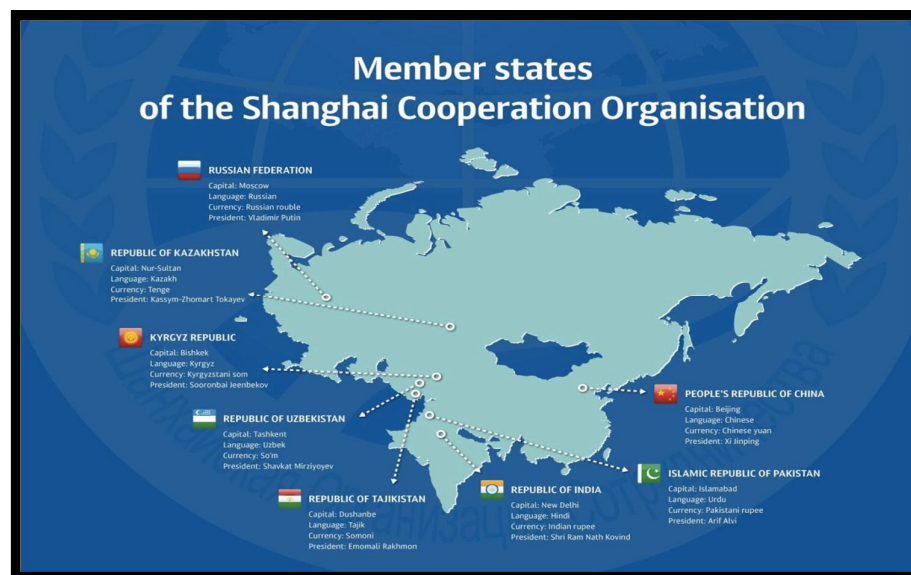 Member states
of the Shanghai Cooperation Organisation
RUSSIAN FEDERATION
Capital: Moscow
Language: Russian
Currency: Russian rouble
President: Vladimir Putin
REPUBLIC OF KAZAKHSTAN
Capital: Nur-Sultan
Language: Kazakh
Currency: Tenge
President: Kassym-Zhomart Tokayev
KYRGYZ REPUBLIC
Capital: Bishkek
Language: Kyrgyz
Currency: Kyrgyzstani som
President: Sooronbai Jeenbekov
REPUBLIC OF UZBEKISTAN
Capital: Tashkent
Language: Uzbek
Currency: So'm
President: Shavkat Mirziyoyev
REPUBLIC OF TAJIKISTAN
Capital: Dushanbe
Language: Tajik
Currency: Somoni
President: Emomali Rakhmon
REPUBLIC OF INDIA
Capital: New Delhi
Language: Hindi
Currency: Indian rupee
President: Shri Ram Nath Kovind
PEOPLE'S REPUBLIC OF CHINA
Capital: Beijing
Language: Chinese
Currency: Chinese yuan
President: Xi Jinping
ISLAMIC REPUBLIC OF PAKISTAN
Capital: Islamabad
Language: Urdu
Currency: Pakistani rupee
President: Arif Alvi